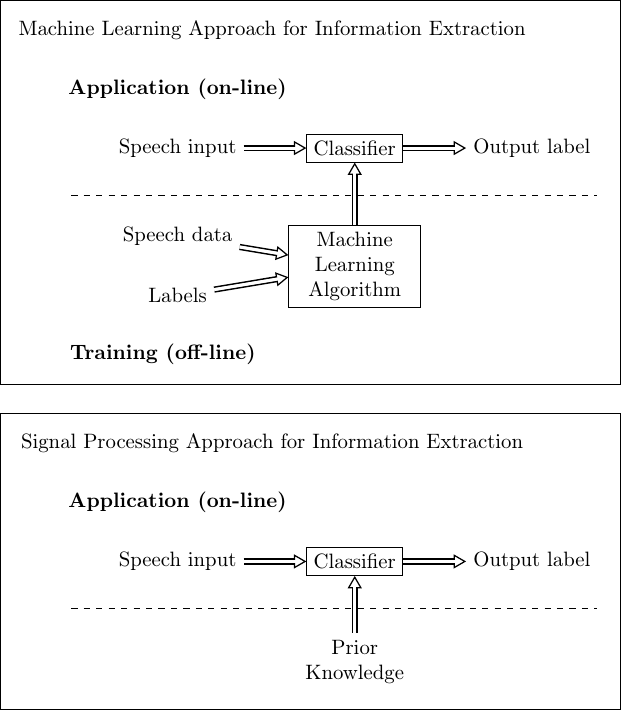 Machine Learning Approach for Information Extraction
Application (on-line)
Speech input
Classifier
Output label
Speech data
Labels
Machine
Learning
Algorithm
Training (off-line)
Signal Processing Approach for Information Extraction
Application (on-line)
Speech input
Classifier
Output label
Prior
Knowledge